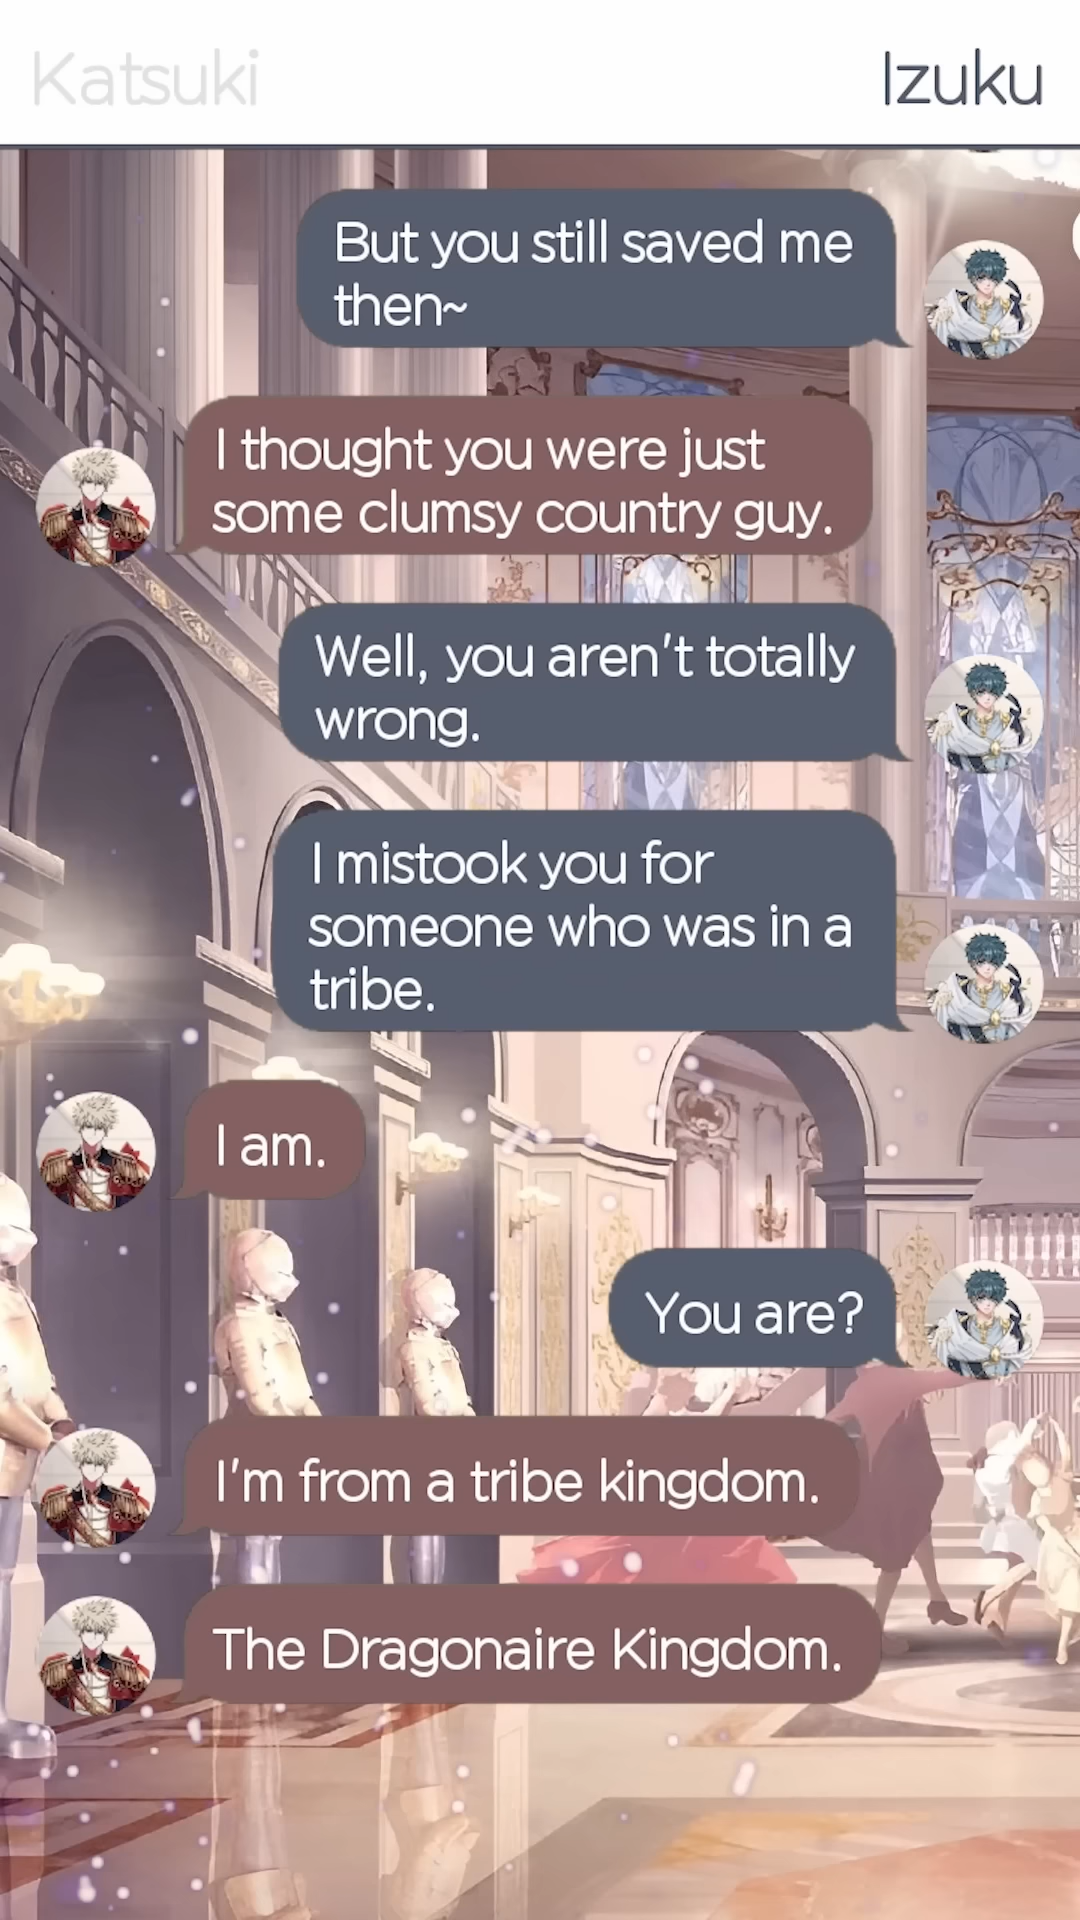 Katsuki
Izuku
But you still saved me
then~
I thought you were just
some clumsy country guy.
Well, you aren't totally
wrong.
I mistook you for
someone who was in a
tribe.
I am.
You are?
I'm from a tribe kingdom.
The Dragonaire Kingdom.